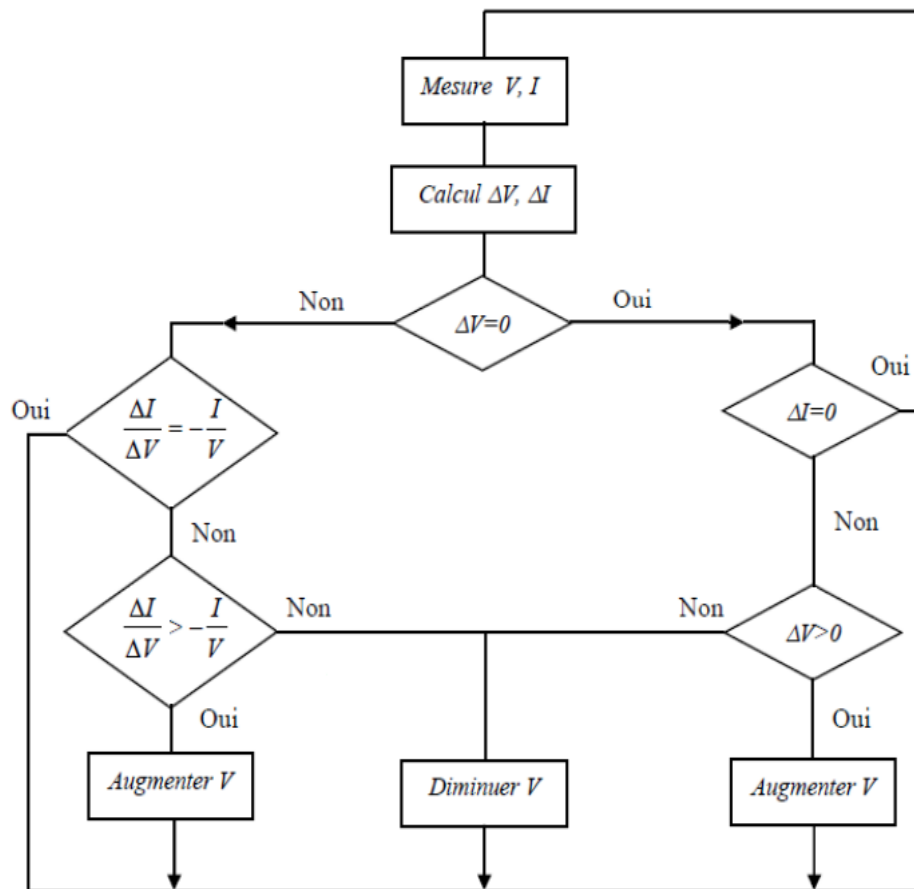 Mesure V, I
Calcul ΔV, ΔI
Non
Oui
ΔV=0
Oui
Oui
ΔI/ΔV = -I/V
ΔI=0
Non
Non
ΔI/ΔV > -I/V
Non
Non
ΔV>0
Oui
Oui
Augmenter V
Diminuer V
Augmenter V